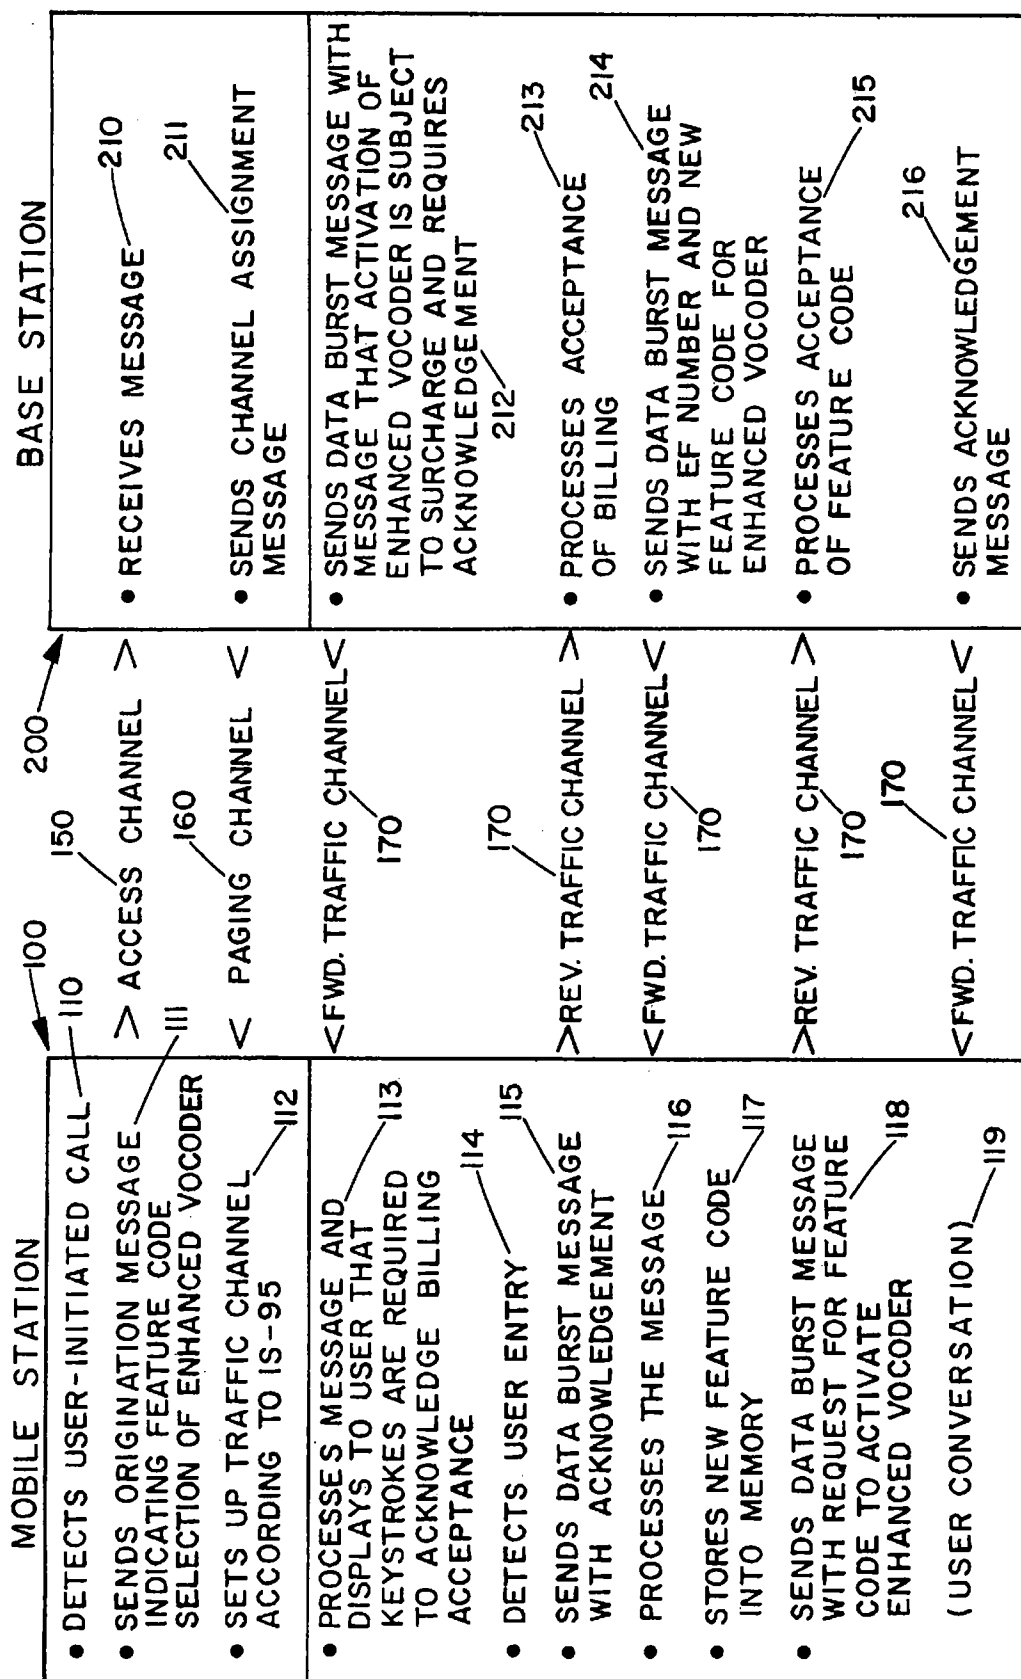 MOBILE STATION
100
• DETECTS USER-INITIATED CALL 110
• SENDS ORIGINATION MESSAGE 111
INDICATING FEATURE CODE
SELECTION OF ENHANCED VOCODER
• SETS UP TRAFFIC CHANNEL 112
ACCORDING TO IS-95
• PROCESSES MESSAGE AND 113
DISPLAYS TO USER THAT
KEYSTROKES ARE REQUIRED
TO ACKNOWLEDGE BILLING
ACCEPTANCE
114
• DETECTS USER ENTRY
115
• SENDS DATA BURST MESSAGE
WITH ACKNOWLEDGEMENT
• PROCESSES THE MESSAGE 116
• STORES NEW FEATURE CODE 117
INTO MEMORY
• SENDS DATA BURST MESSAGE
WITH REQUEST FOR FEATURE 118
CODE TO ACTIVATE
ENHANCED VOCODER
(USER CONVERSATION) 119
150
> ACCESS CHANNEL >
160
< PAGING CHANNEL <
<FWD. TRAFFIC CHANNEL<
170
170
>REV. TRAFFIC CHANNEL >
<FWD. TRAFFIC CHANNEL<
170
>REV. TRAFFIC CHANNEL >
170
170
<FWD. TRAFFIC CHANNEL<
BASE STATION
200
• RECEIVES MESSAGE 210
211
• SENDS CHANNEL ASSIGNMENT
MESSAGE
• SENDS DATA BURST MESSAGE WITH
MESSAGE THAT ACTIVATION OF
ENHANCED VOCODER IS SUBJECT
TO SURCHARGE AND REQUIRES
ACKNOWLEDGEMENT
212
213
• PROCESSES ACCEPTANCE
OF BILLING
214
• SENDS DATA BURST MESSAGE
WITH EF NUMBER AND NEW
FEATURE CODE FOR
ENHANCED VOCODER
• PROCESSES ACCEPTANCE 215
OF FEATURE CODE
216
• SENDS ACKNOWLEDGEMENT
MESSAGE